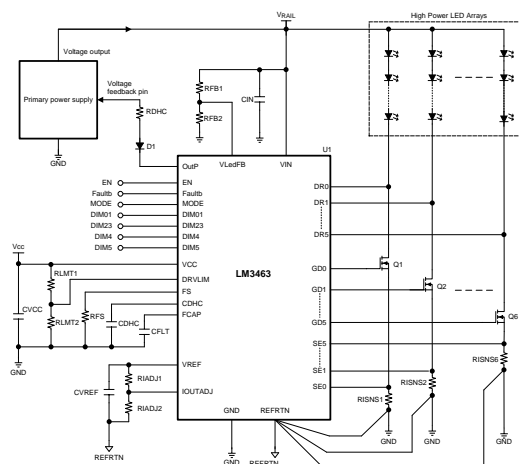 VRAIL
High Power LED Arrays
Voltage output
Voltage
feedback pin
Primary power supply
RDHC
RFB1
CIN
RFB2
D1
GND
U1
OutP
VLedFB
VIN
EN
EN
Faultb
Faultb
MODE
MODE
DIM01
DIM01
DIM23
DIM23
DIM4
DIM4
DIM5
DIM5
DR0
DR1
DR5
Vcc
VCC
LM3463
GD0
Q1
RLMT1
DRVLIM
GD1
Q2
FS
CVCC
RLMT2
RFS
CDHC
CDHC
FCAP
CFLT
GD5
Q6
GND
SE5
RISNS6
VREF
SE1
RIADJ1
RISNS2
CVREF
IOUTADJ
SE0
RISNS1
RIADJ2
GND
REFRTN
GND
GND
GND
REFRTN
GND
REFRTN